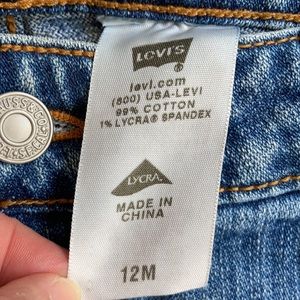 LEVI'S
levi.com
(800) USA-LEVI
99% COTTON
1% LYCRA® SPANDEX
LYCRA®
MADE IN
CHINA
12M